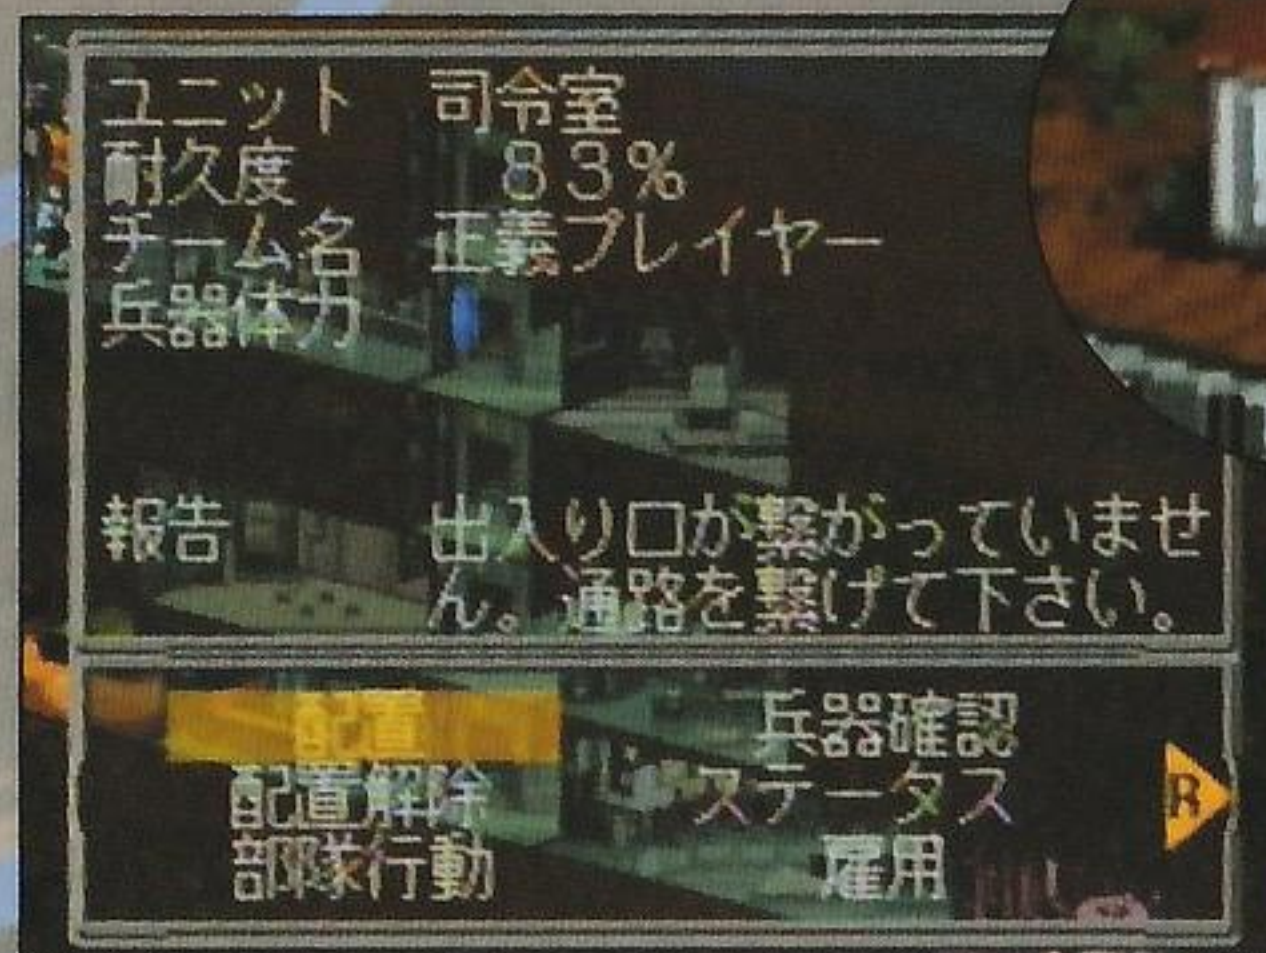 ユニット 司令室
耐久度 83%
チーム名 正義プレイヤー
兵器体力
報告 出入り口が繋がっていませ
ん。通路を繋げて下さい。
配置 兵器確認
配置解除 ステータス
部隊行動 雇用
R